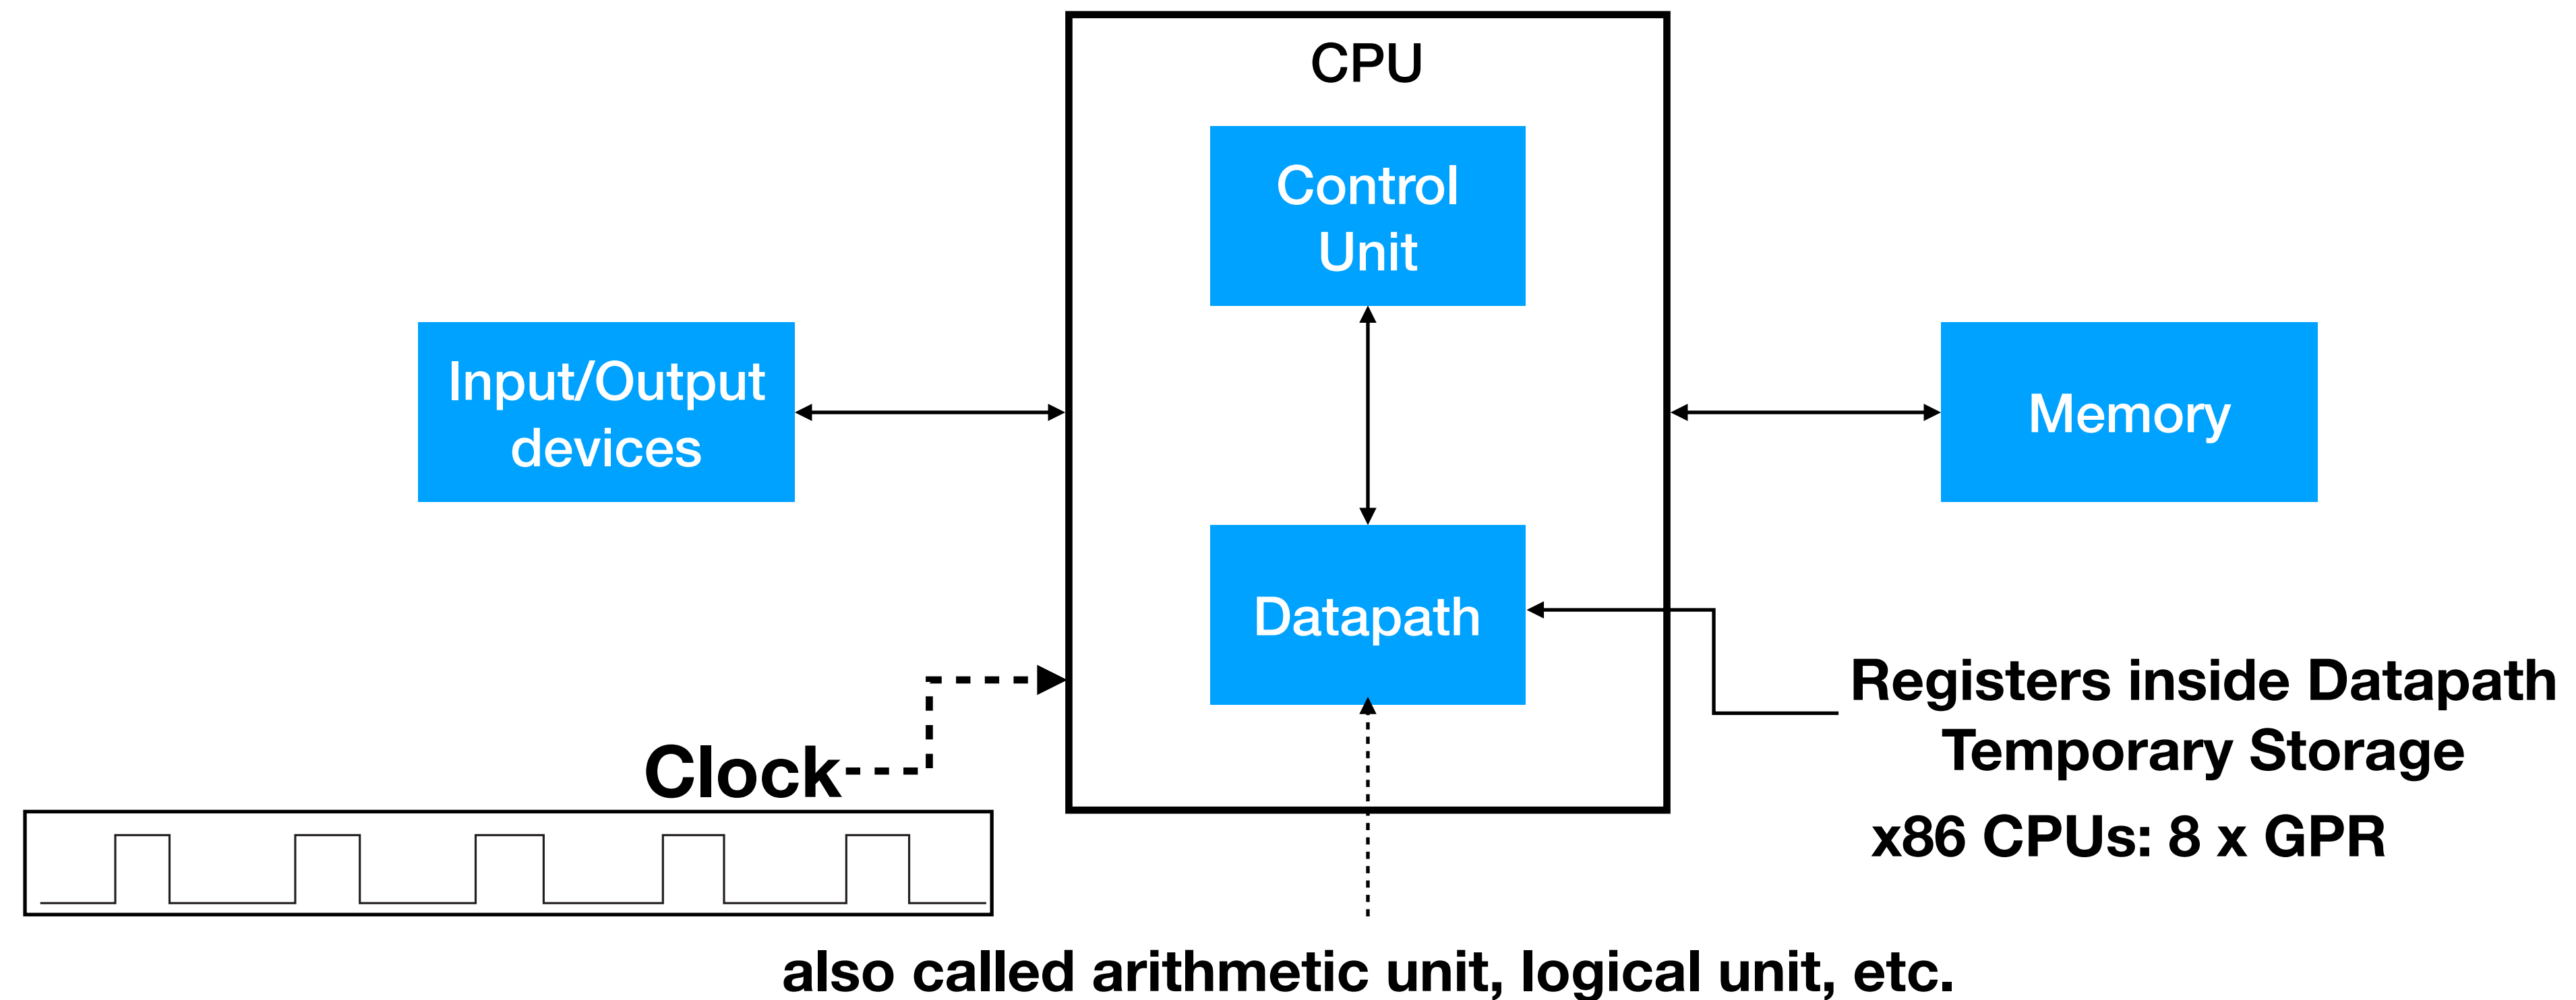 CPU
Control
Unit
Input/Output
devices
Memory
Datapath
Registers inside Datapath
Temporary Storage
x86 CPUs: 8 x GPR
Clock
also called arithmetic unit, logical unit, etc.